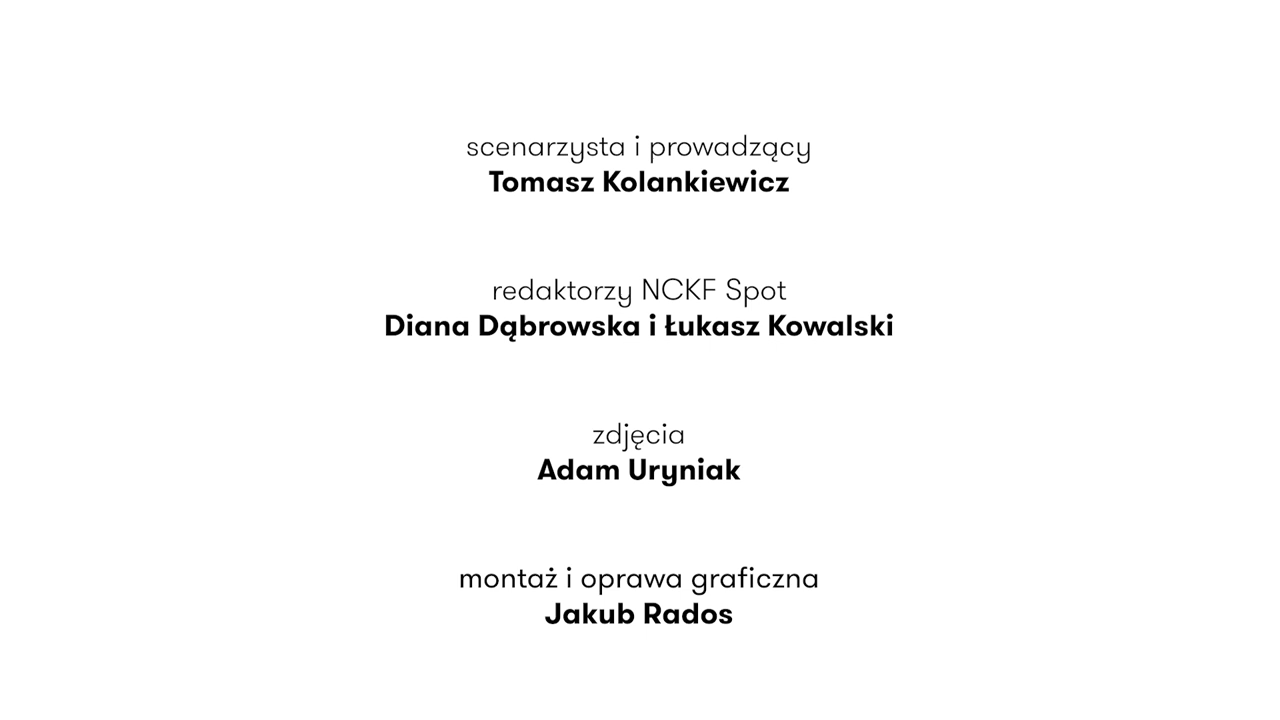 scenarzysta i prowadzący
Tomasz Kolankiewicz
redaktorzy NCKF Spot
Diana Dąbrowska i Łukasz Kowalski
zdjęcia
Adam Uryniak
montaż i oprawa graficzna
Jakub Rados